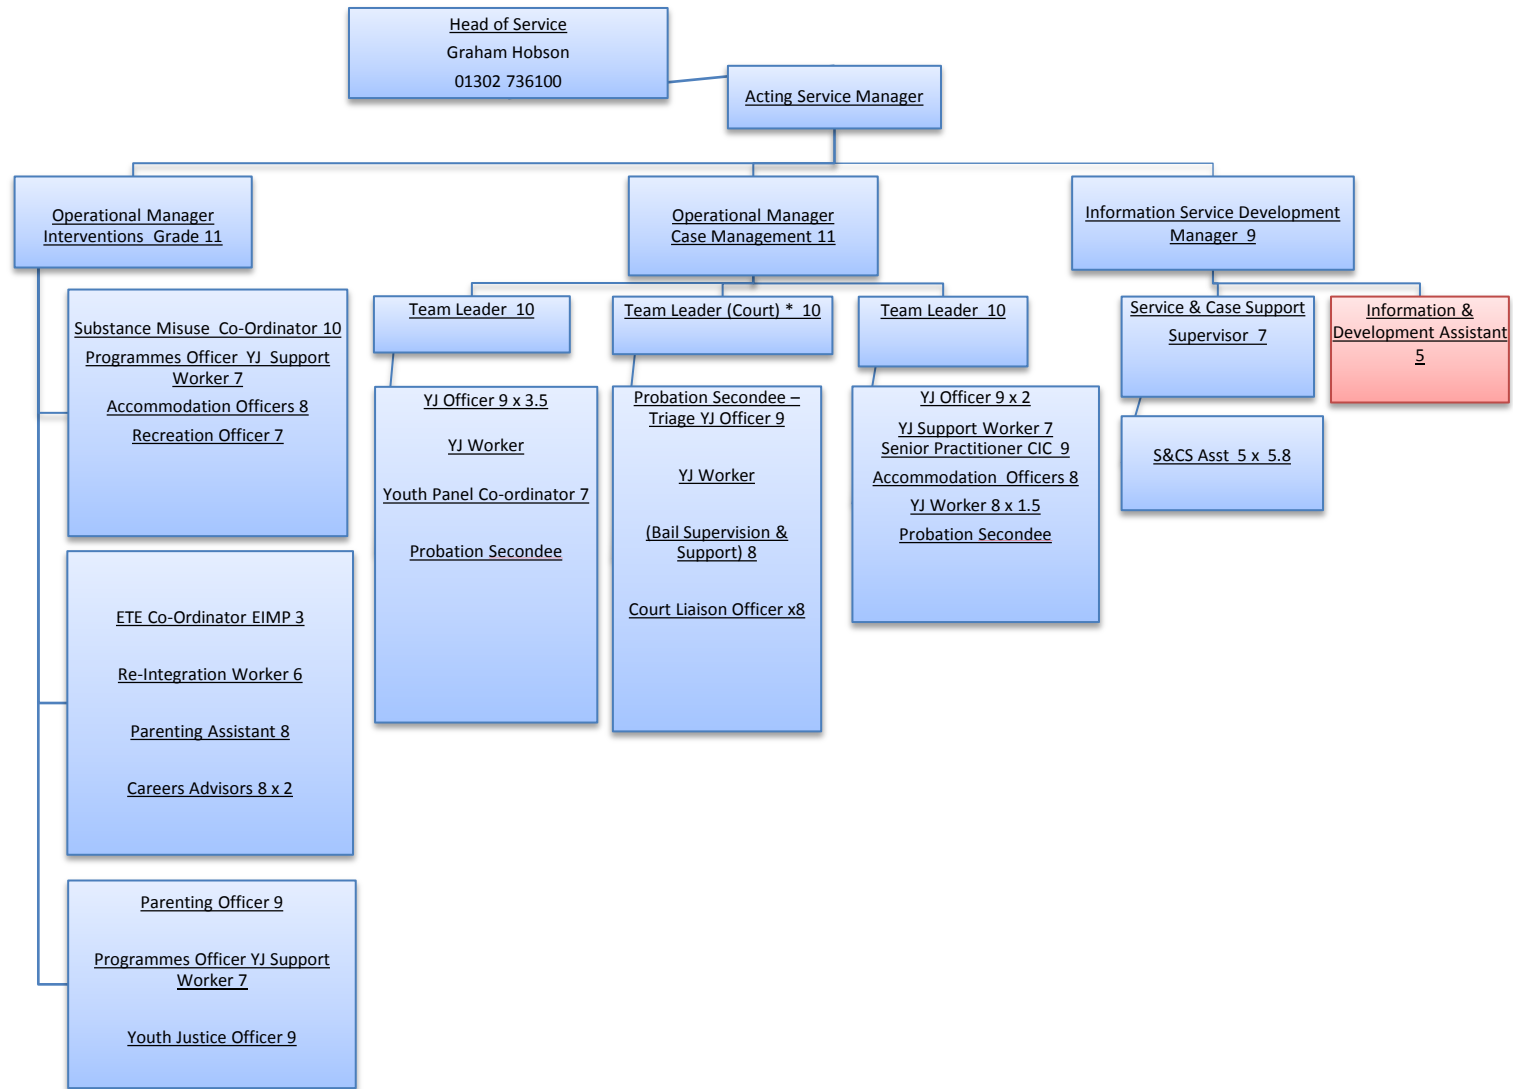 Head of Service
Graham Hobson
01302 736100
Acting Service Manager
Operational Manager
Interventions Grade 11
Operational Manager
Case Management 11
Information Service Development
Manager 9
Substance Misuse Co-Ordinator 10
Programmes Officer YJ Support
Worker 7
Accommodation Officers 8
Recreation Officer 7
ETE Co-Ordinator EIMP 3
Re-Integration Worker 6
Parenting Assistant 8
Careers Advisors 8 x 2
Parenting Officer 9
Programmes Officer YJ Support
Worker 7
Youth Justice Officer 9
Team Leader 10
YJ Officer 9 x 3.5
YJ Worker
Youth Panel Co-ordinator 7
Probation Secondee
Team Leader (Court) * 10
Probation Secondee –
Triage YJ Officer 9
YJ Worker
(Bail Supervision &
Support) 8
Court Liaison Officer x8
Team Leader 10
YJ Officer 9 x 2
YJ Support Worker 7
Senior Practitioner CIC 9
Accommodation Officers 8
YJ Worker 8 x 1.5
Probation Secondee
Service & Case Support
Supervisor 7
S&CS Asst 5 x 5.8
Information &
Development Assistant
5